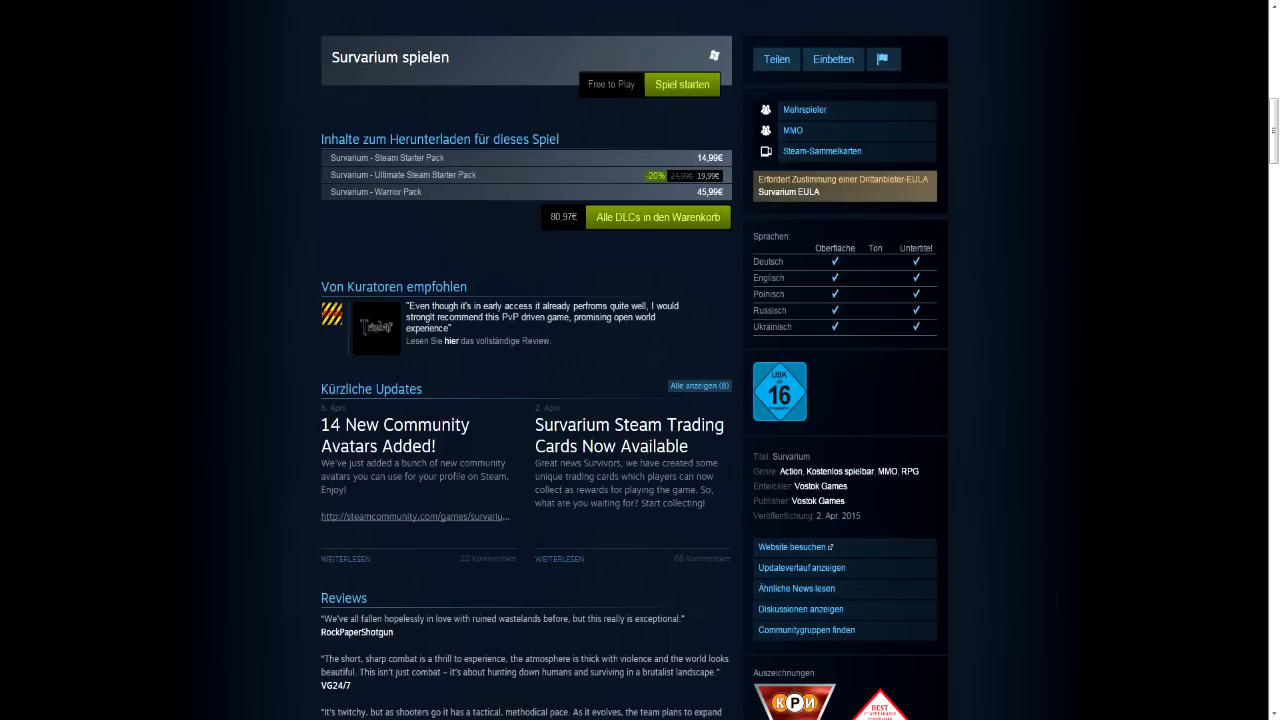 Survarium spielen
Free to Play
Spiel starten
Inhalte zum Herunterladen für dieses Spiel
Survarium - Steam Starter Pack 14,99€
Survarium - Ultimate Steam Starter Pack -20% 24,99€ 19,99€
Survarium - Warrior Pack 45,99€
80,97€ Alle DLCs in den Warenkorb
Von Kuratoren empfohlen
"Even though it's in early access it already perfroms quite well, I would
stronglt recommend this PvP driven game, promising open world
experience"
Lesen Sie hier das vollständige Review.
Kürzliche Updates
Alle anzeigen (8)
6. April
14 New Community
Avatars Added!
We've just added a bunch of new community
avatars you can use for your profile on Steam.
Enjoy!
http://steamcommunity.com/games/survariu...
WEITERLESEN 22 Kommentare
2. April
Survarium Steam Trading
Cards Now Available
Great news Survivors, we have created some
unique trading cards which players can now
collect as rewards for playing the game. So,
what are you waiting for? Start collecting!
WEITERLESEN 68 Kommentare
Reviews
“We've all fallen hopelessly in love with ruined wastelands before, but this really is exceptional.”
RockPaperShotgun
“The short, sharp combat is a thrill to experience, the atmosphere is thick with violence and the world looks
beautiful. This isn't just combat – it's about hunting down humans and surviving in a brutalist landscape.”
VG24/7
“It's twitchy, but as shooters go it has a tactical, methodical pace. As it evolves, the team plans to expand
Teilen Einbetten
Mehrspieler
MMO
Steam-Sammelkarten
Erfordert Zustimmung einer Drittanbieter-EULA
Survarium EULA
Sprachen:
Oberfläche Ton Untertitel
Deutsch ✔ ✔
Englisch ✔ ✔
Polnisch ✔ ✔
Russisch ✔ ✔
Ukrainisch ✔ ✔
USK
ab
16
Titel: Survarium
Genre: Action, Kostenlos spielbar, MMO, RPG
Entwickler: Vostok Games
Publisher: Vostok Games
Veröffentlichung: 2. Apr. 2015
Website besuchen
Updateverlauf anzeigen
Ähnliche News lesen
Diskussionen anzeigen
Communitygruppen finden
Auszeichnungen
КРИ
BEST